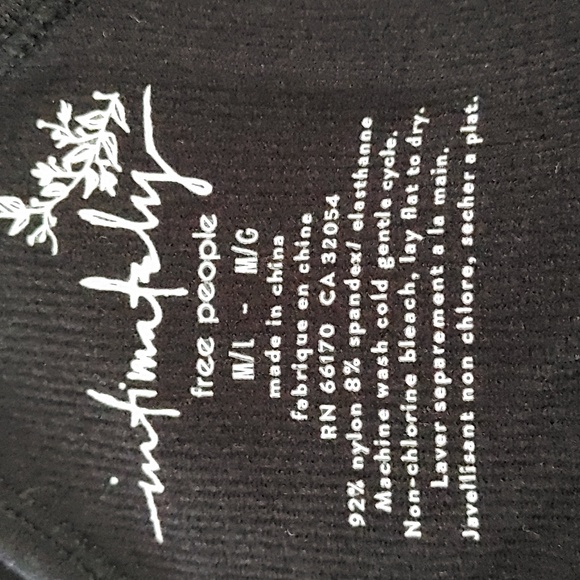 intimately
free people
M/L - M/G
made in china
fabrique en chine
RN 66170 CA 32054
92% nylon 8% spandex/ elasthanne
Machine wash cold gentle cycle.
Non-chlorine bleach, lay flat to dry.
Laver separement a la main.
Javellisant non chlore, secher a plat.